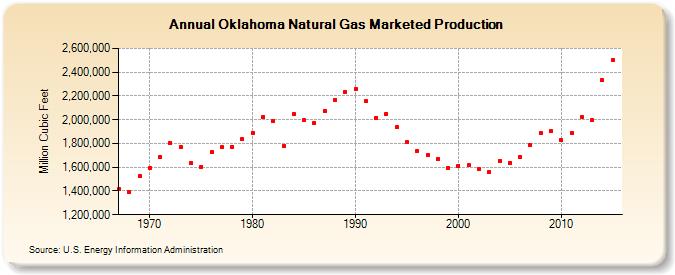 Annual Oklahoma Natural Gas Marketed Production
Million Cubic Feet
2,600,000
2,400,000
2,200,000
2,000,000
1,800,000
1,600,000
1,400,000
1,200,000
1970 1980 1990 2000 2010
Source: U.S. Energy Information Administration